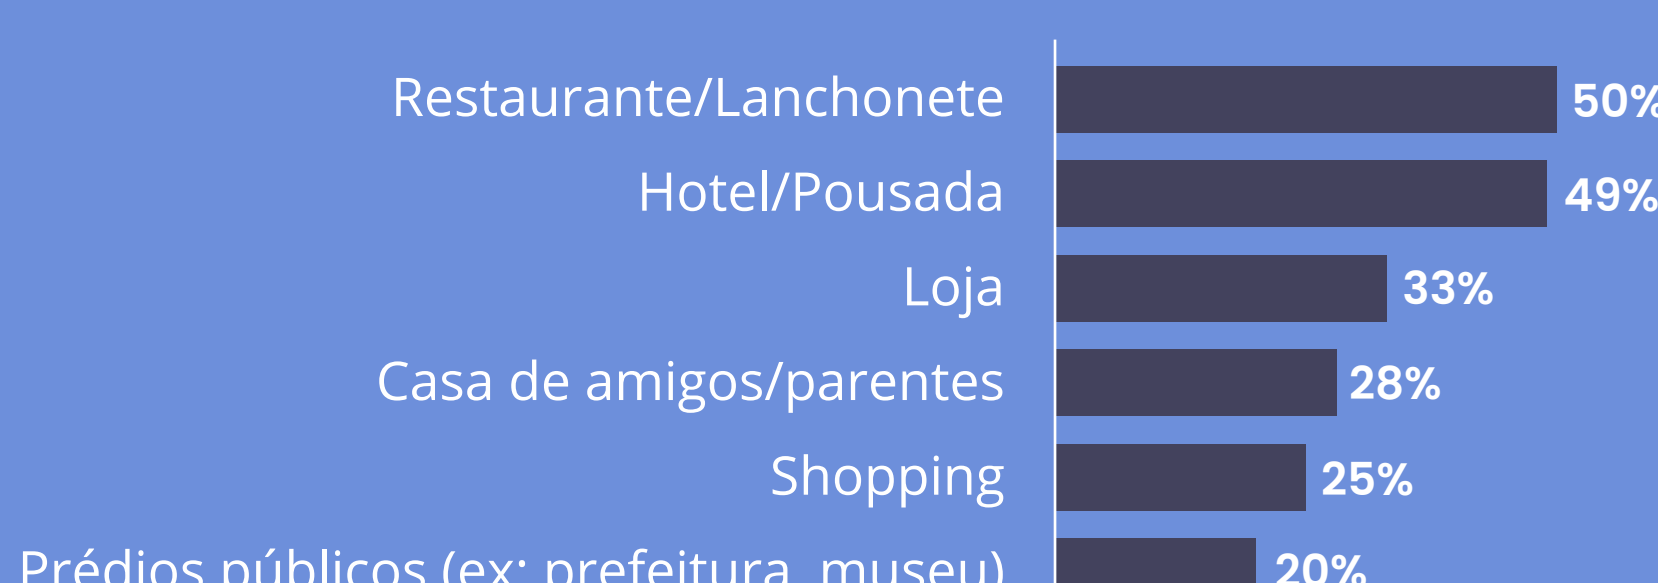 Restaurante/Lanchonete 50%
Hotel/Pousada 49%
Loja 33%
Casa de amigos/parentes 28%
Shopping 25%
Prédios públicos (ex: prefeitura, museu) 20%